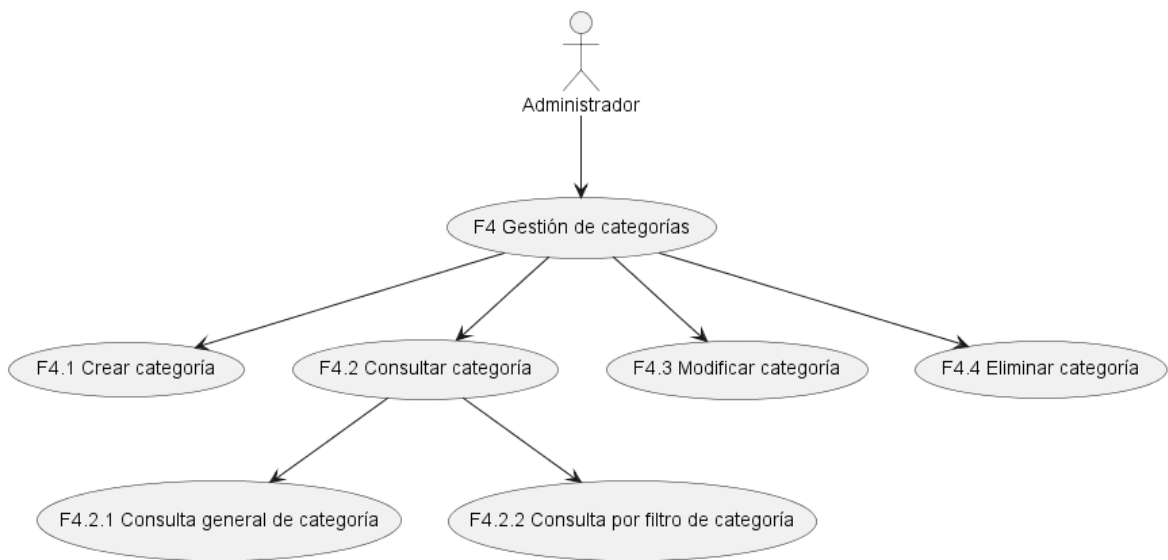 Administrador
F4 Gestión de categorías
F4.1 Crear categoría
F4.2 Consultar categoría
F4.3 Modificar categoría
F4.4 Eliminar categoría
F4.2.1 Consulta general de categoría
F4.2.2 Consulta por filtro de categoría